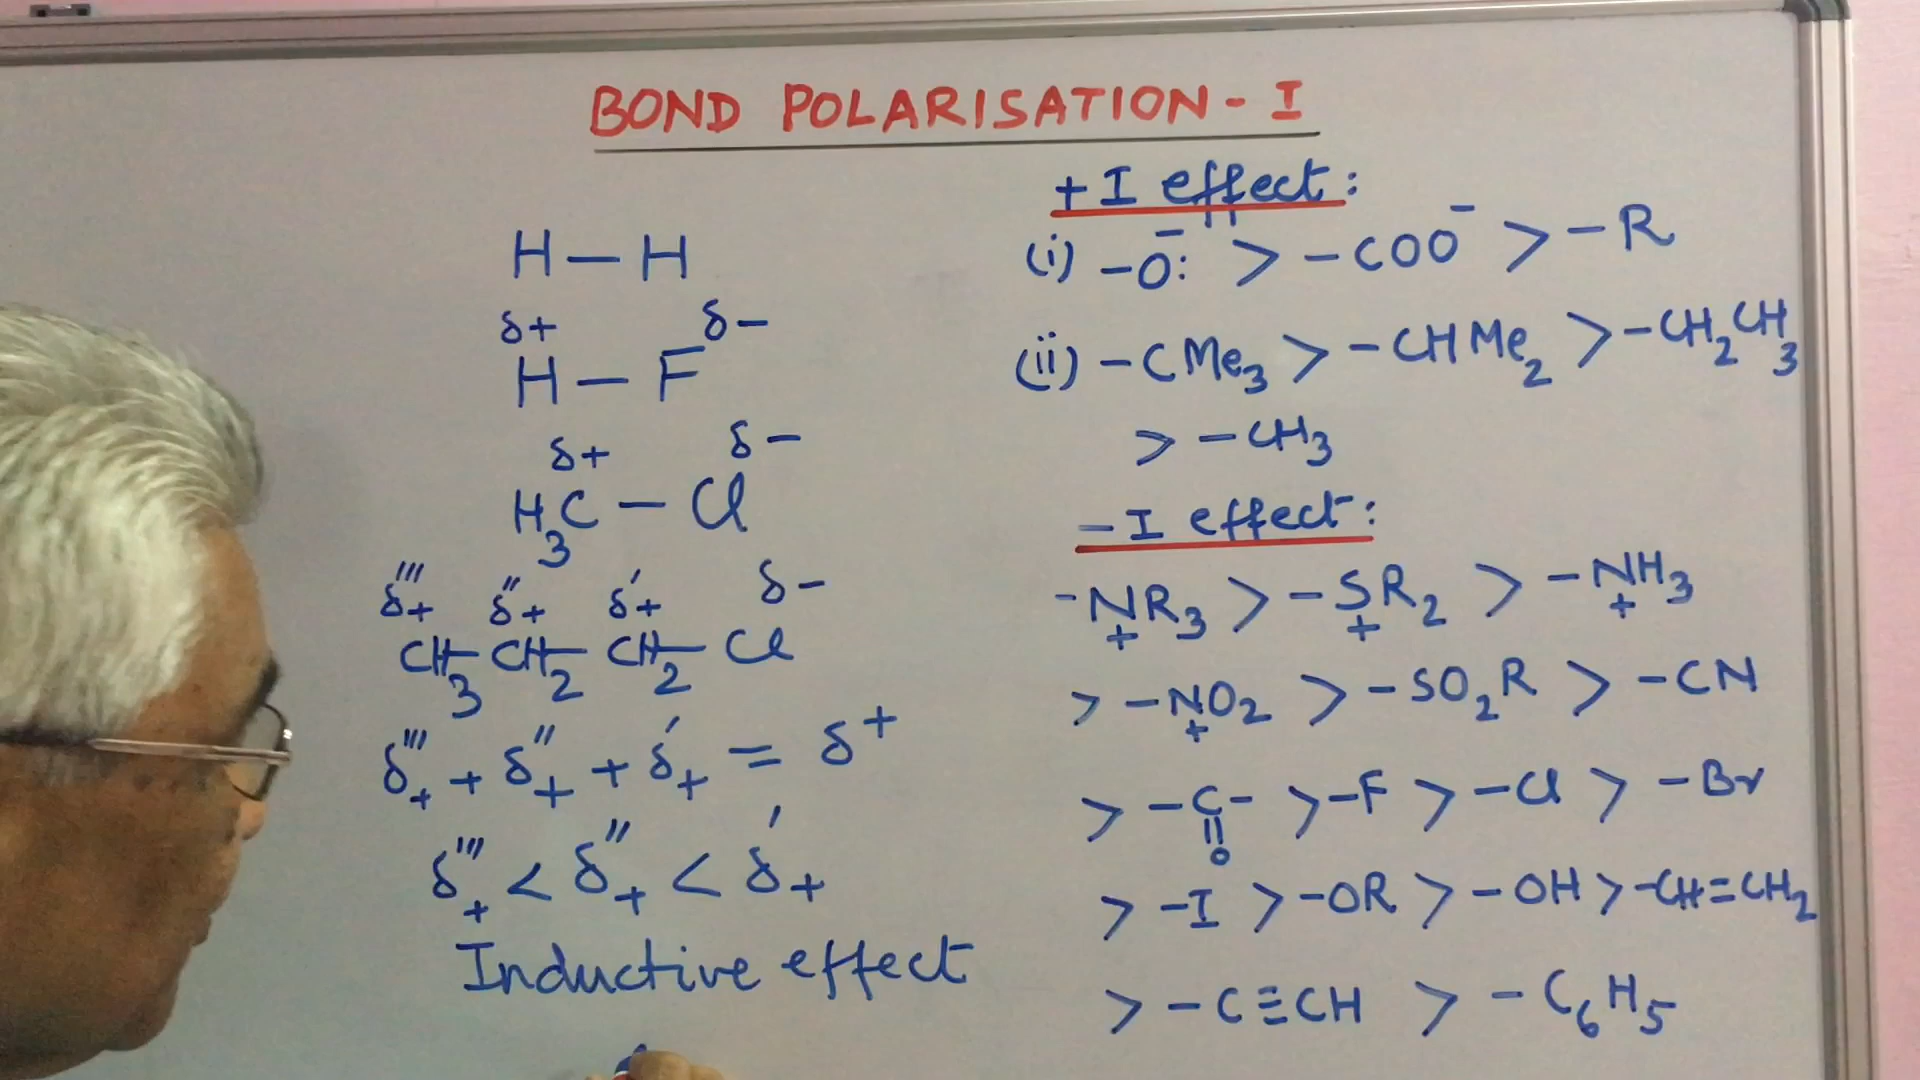 BOND POLARISATION - I
H — H
δ+ δ-
H — F
δ+ δ-
H3C — Cl
δ'''+ δ''+ δ'+ δ-
CH3-CH2-CH2-Cl
δ'''+ + δ''+ + δ'+ = δ+
δ'''+ < δ''+ < δ'+
Inductive effect
+I effect:
(i) -O:⁻ > -COO⁻ > -R
(ii) -CMe3 > -CHMe2 > -CH2CH3
> -CH3
-I effect:
-N+R3 > -S+R2 > -N+H3
> -N+O2 > -SO2R > -CN
> -C(=O)- > -F > -Cl > -Br
> -I > -OR > -OH > -CH=CH2
> -C≡CH > -C6H5